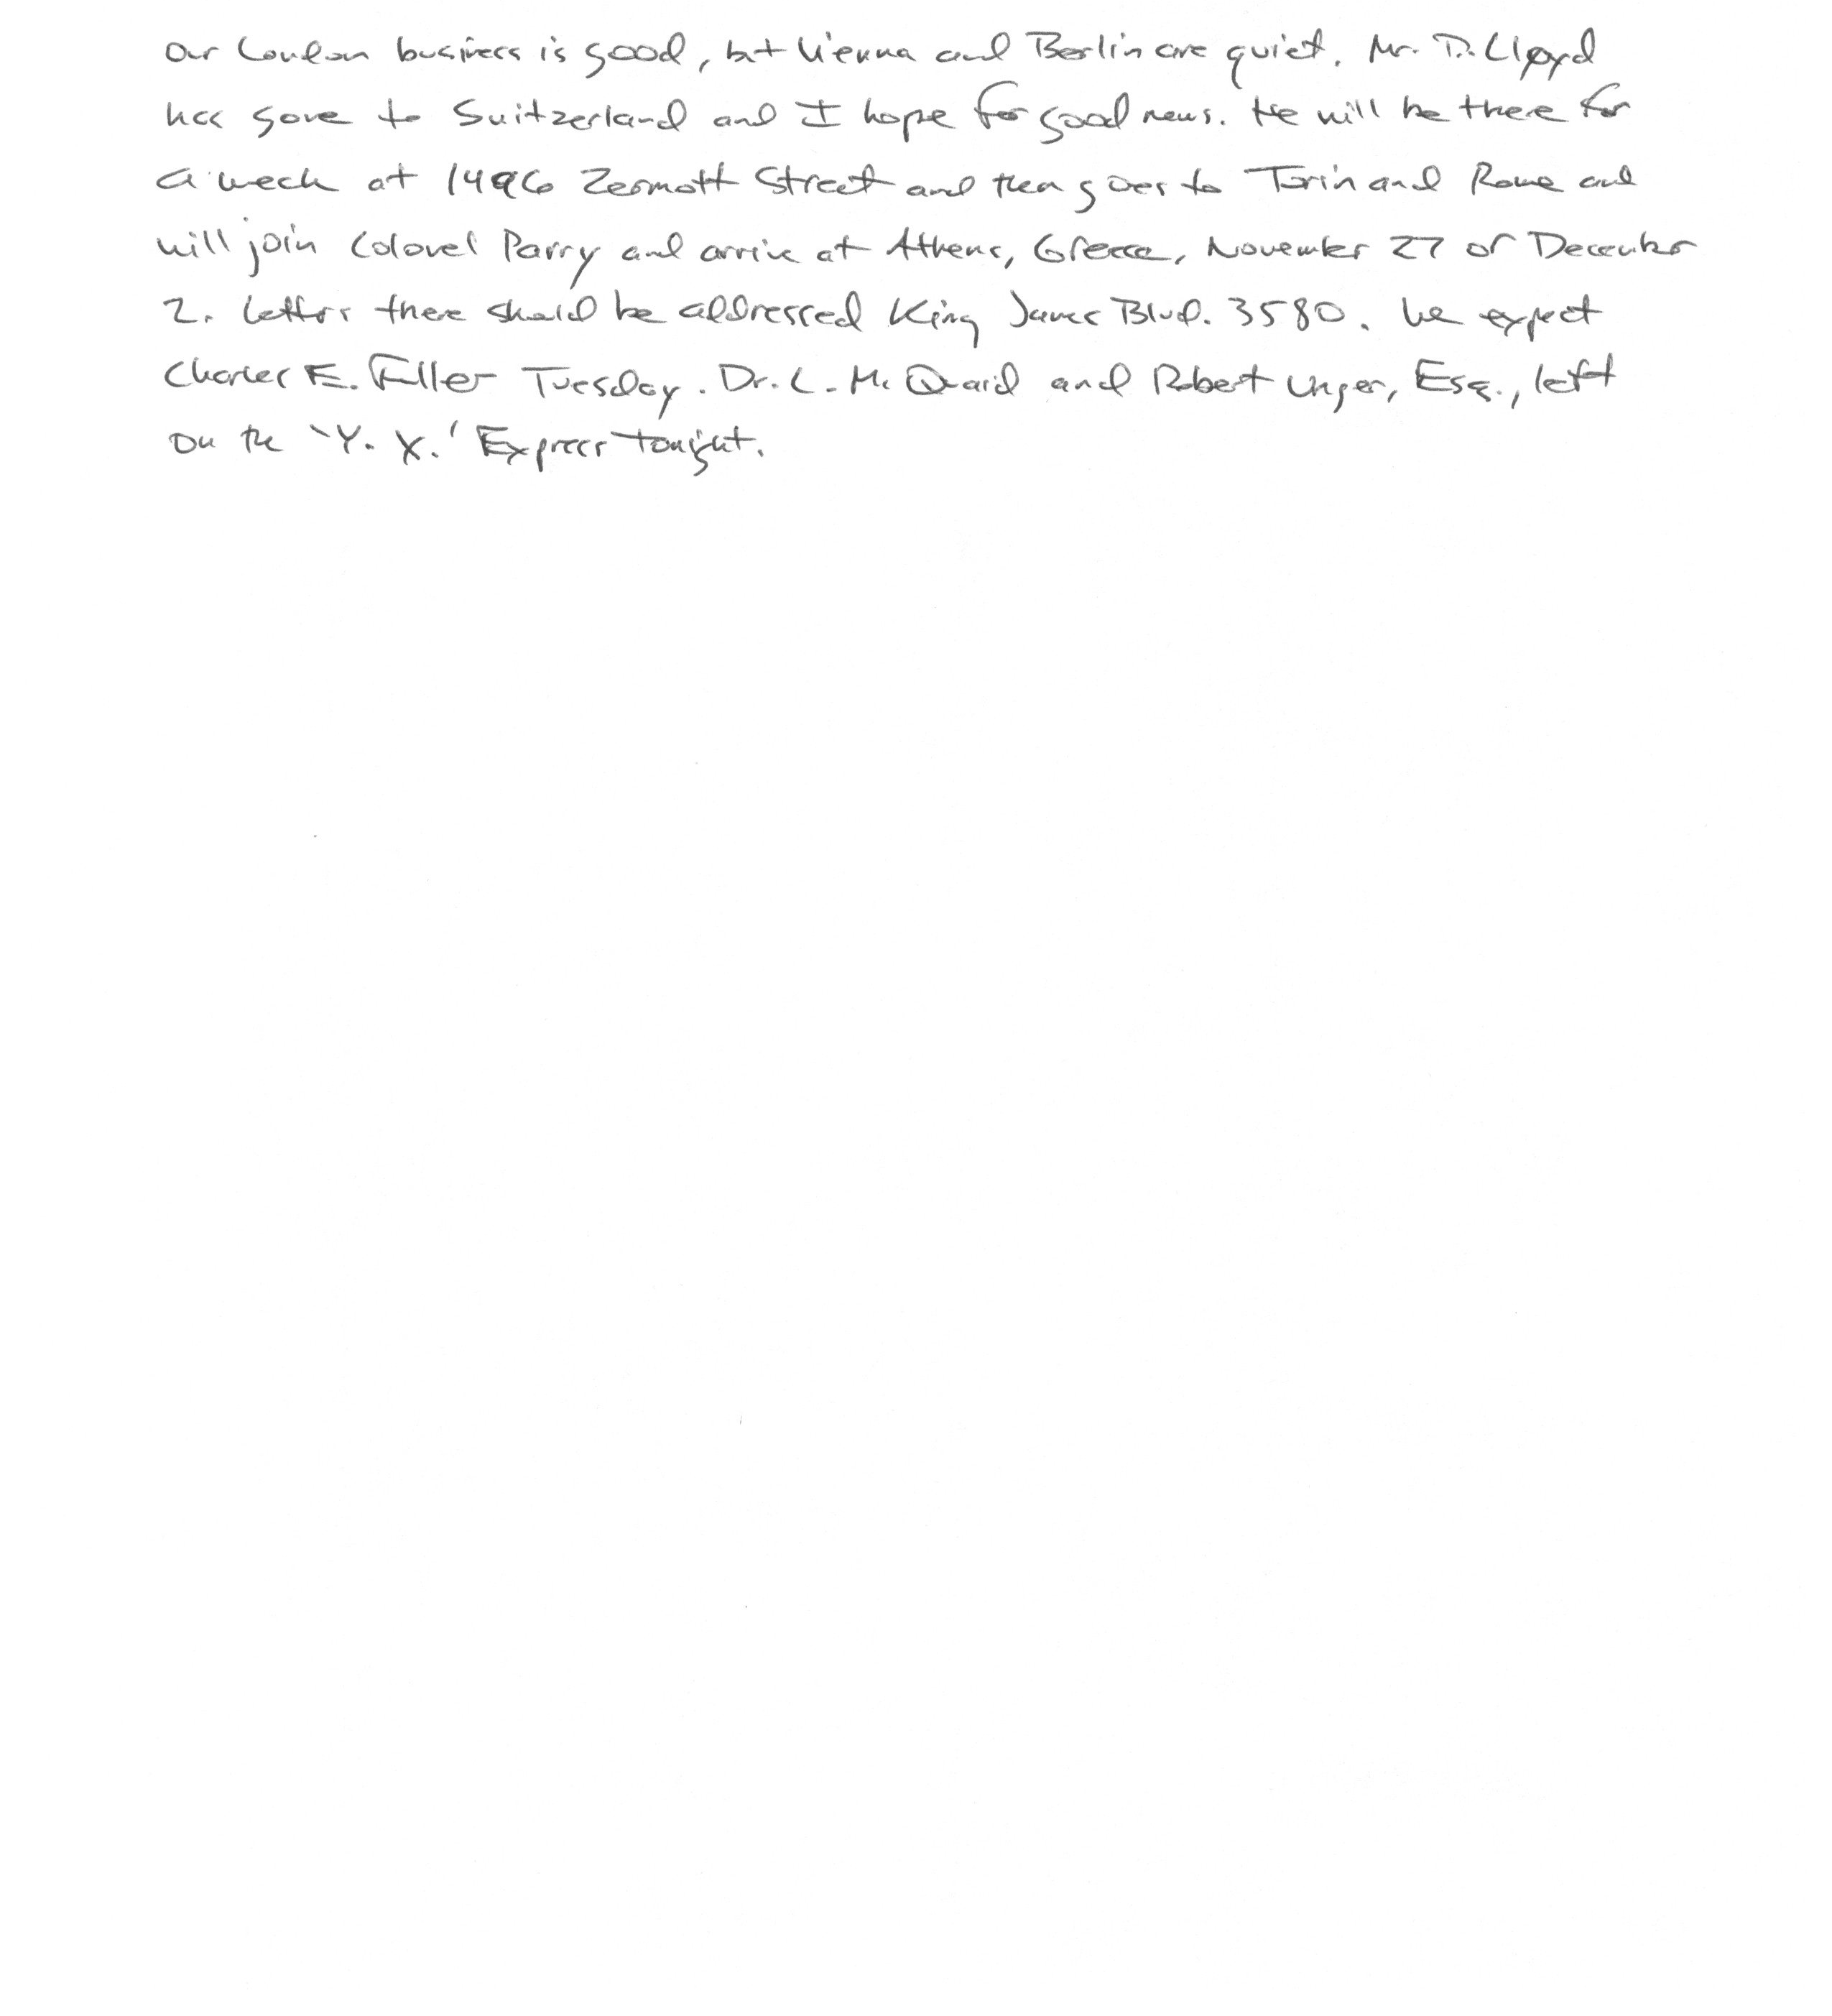 Our London business is good, but Vienna and Berlin are quiet. Mr. D. Lloyd
has gone to Switzerland and I hope for good news. He will be there for
a week at 1496 Zermott Street and then goes to Turin and Rome and
will join Colonel Parry and arrive at Athens, Greece, November 27 or December
2. Letters there should be addressed King James Blvd. 3580. We expect
Charles E. Fuller Tuesday. Dr. L. Mc Quaid and Robert Unger, Esq., left
on the 'Y. X.' Express tonight.